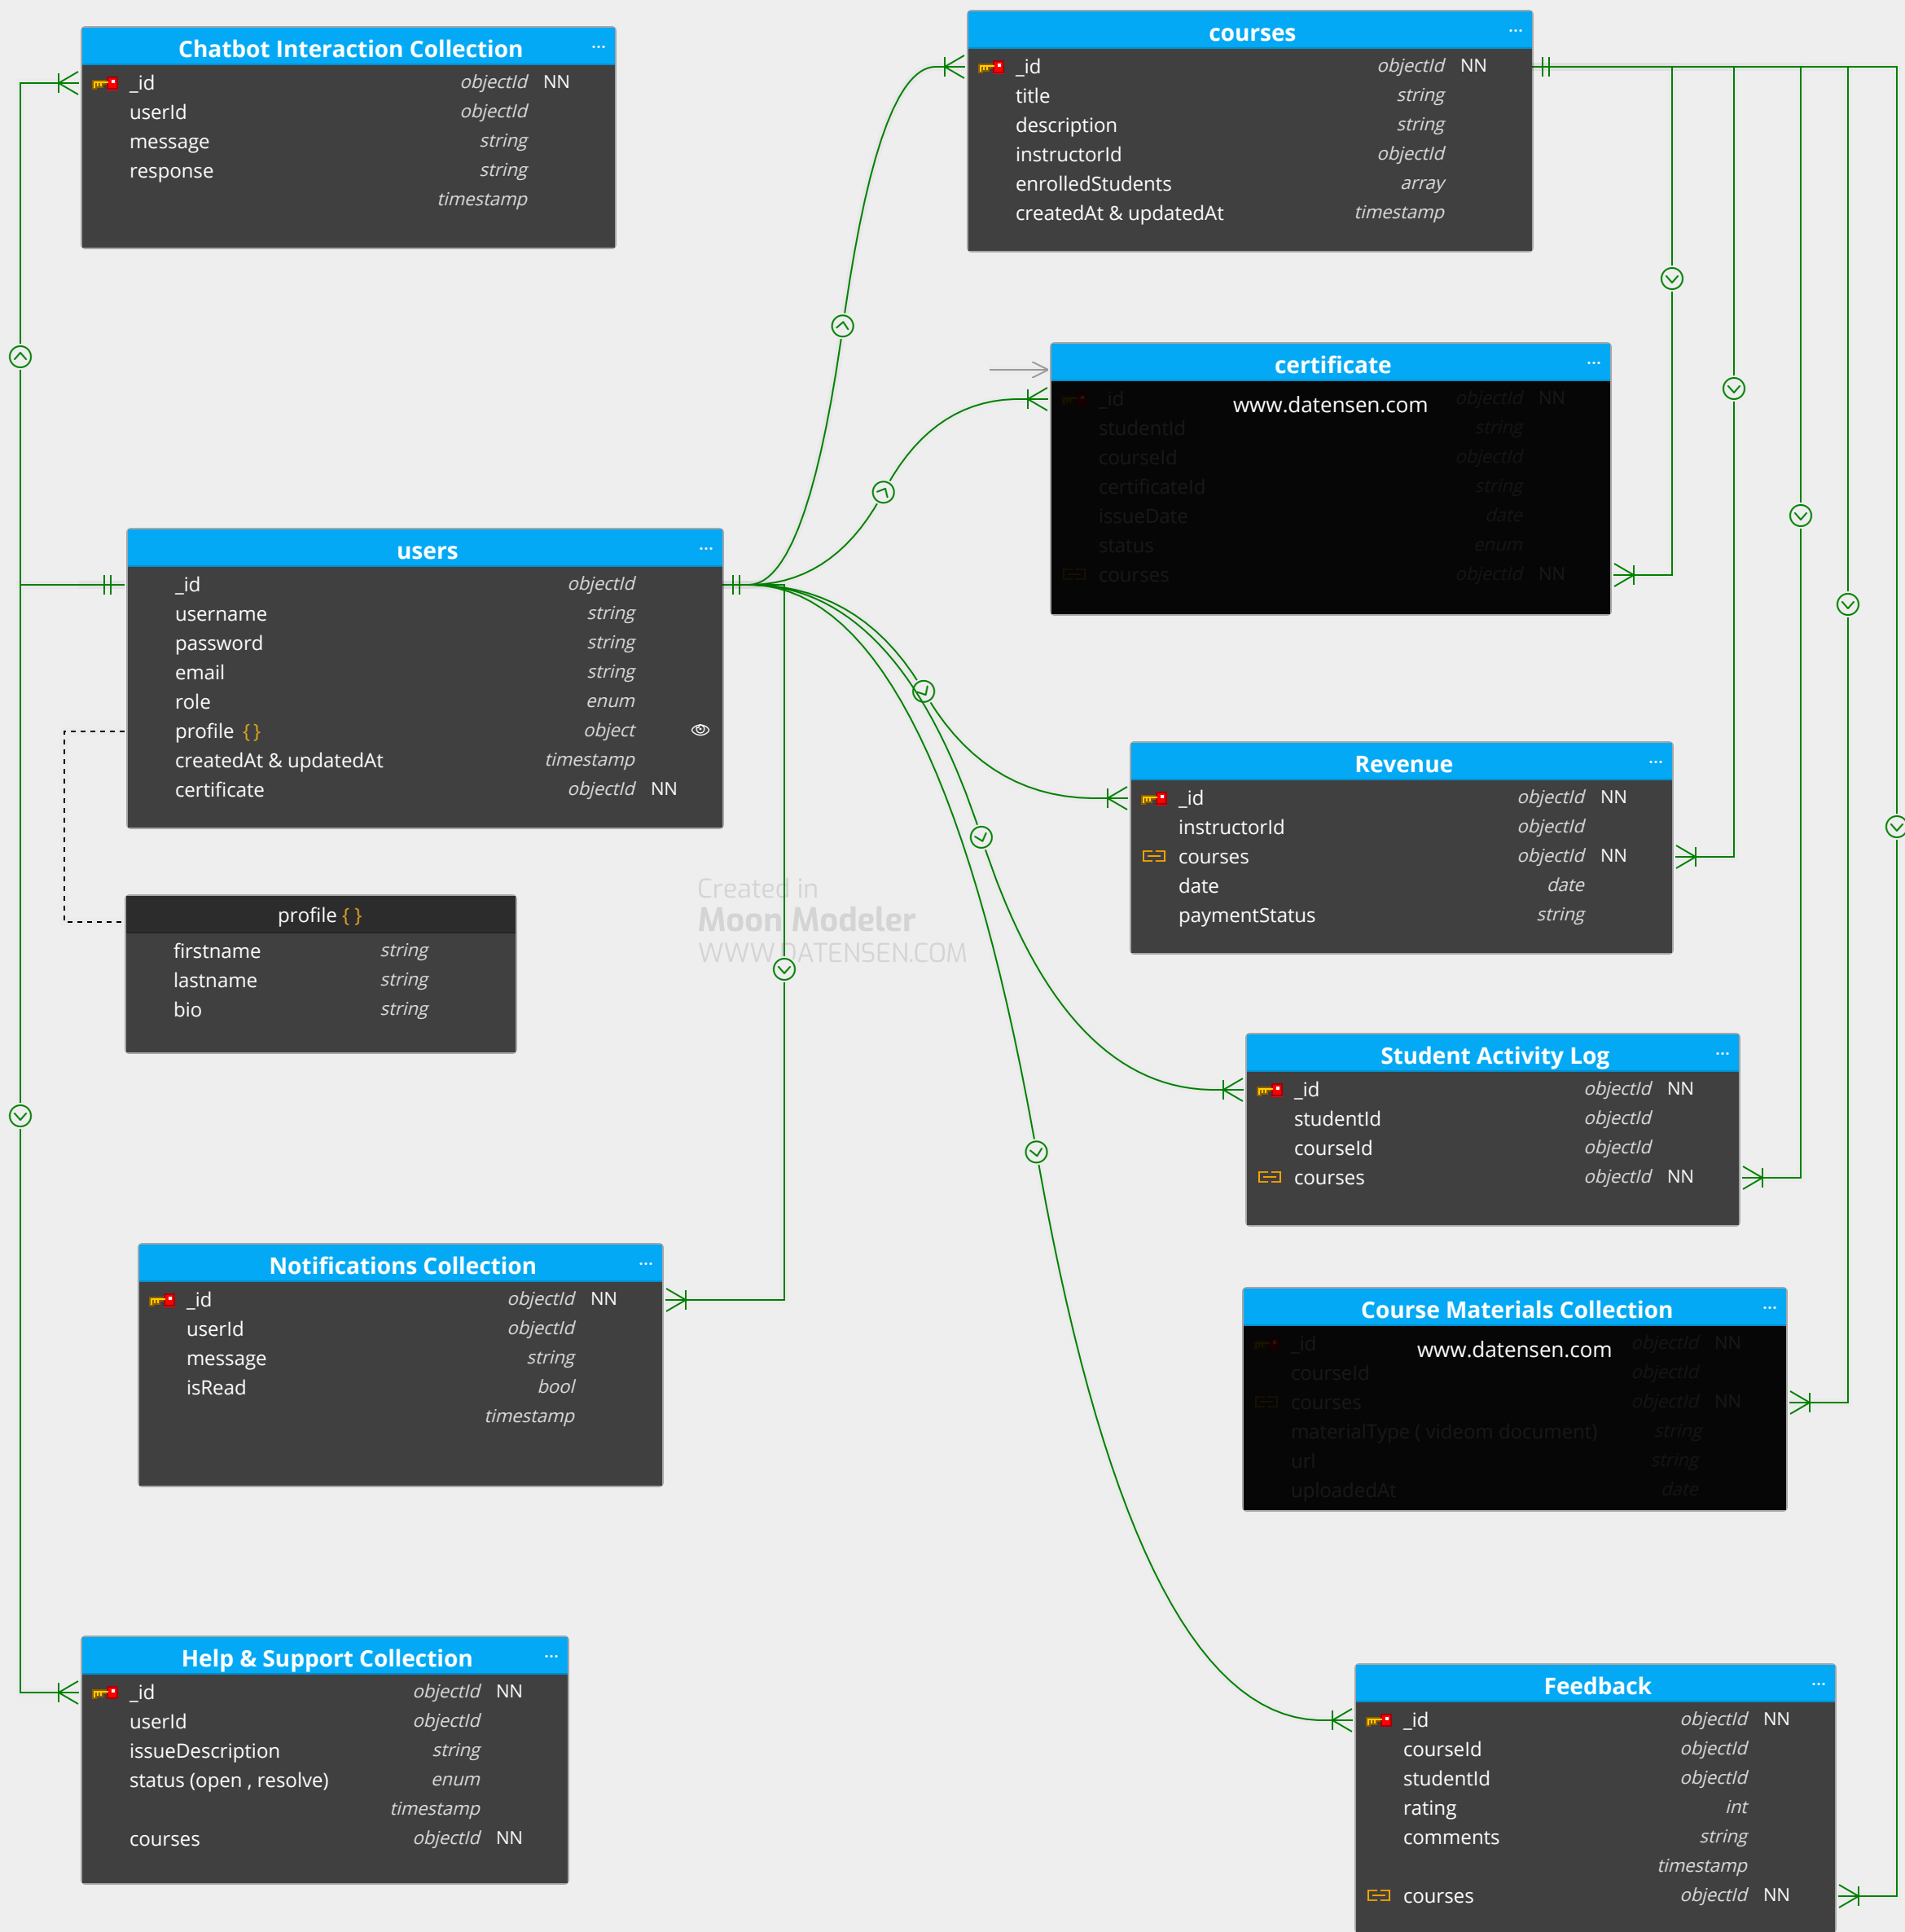 Chatbot Interaction Collection ...
_id objectId NN
userId objectId
message string
response string
timestamp
courses ...
_id objectId NN
title string
description string
instructorId objectId
enrolledStudents array
createdAt & updatedAt timestamp
certificate ...
www.datensen.com
_id objectId NN
studentId string
courseId objectId
certificateId string
issueDate date
status enum
courses objectId NN
users ...
_id objectId
username string
password string
email string
role enum
profile {} object
createdAt & updatedAt timestamp
certificate objectId NN
profile {}
firstname string
lastname string
bio string
Created in
Moon Modeler
WWW.DATENSEN.COM
Revenue ...
_id objectId NN
instructorId objectId
courses objectId NN
date date
paymentStatus string
Student Activity Log ...
_id objectId NN
studentId objectId
courseId objectId
courses objectId NN
Notifications Collection ...
_id objectId NN
userId objectId
message string
isRead bool
timestamp
Course Materials Collection ...
www.datensen.com
_id objectId NN
courseId objectId
courses objectId NN
materialType ( videom document) string
url string
uploadedAt date
Help & Support Collection ...
_id objectId NN
userId objectId
issueDescription string
status (open , resolve) enum
timestamp
courses objectId NN
Feedback ...
_id objectId NN
courseId objectId
studentId objectId
rating int
comments string
timestamp
courses objectId NN